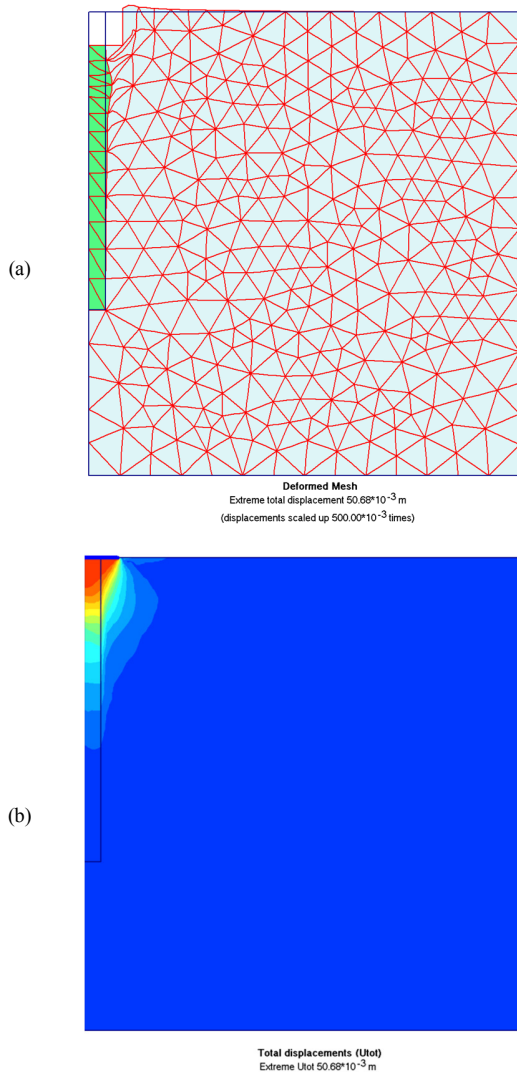 (a)
Deformed Mesh
Extreme total displacement 50.68*10-3 m
(displacements scaled up 500.00*10-3 times)
(b)
Total displacements (Utot)
Extreme Utot 50.68*10-3 m